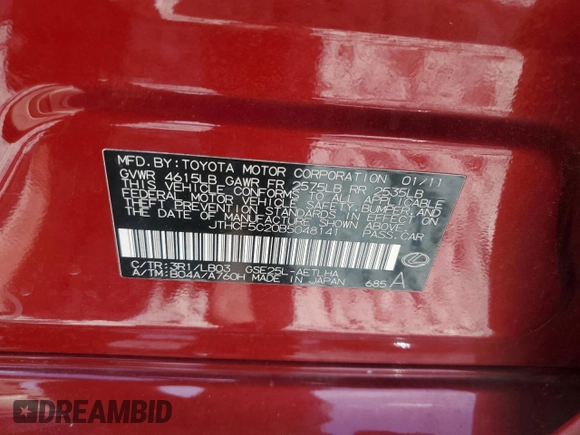 MFD.BY:TOYOTA MOTOR CORPORATION 01/11
GVWR 4615LB GAWR FR 2575LB RR 2535LB
THIS VEHICLE CONFORMS TO ALL APPLICABLE
FEDERAL MOTOR VEHICLE SAFETY, BUMPER, AND
THEFT PREVENTION STANDARDS IN EFFECT ON
THE DATE OF MANUFACTURE SHOWN ABOVE.
JTHCF5C20B5048141 PASS.CAR
C/TR:3R1/LB03 GSE25L-AETLHA
A/TM:B04A/A760H MADE IN JAPAN 685 A
DREAMBID